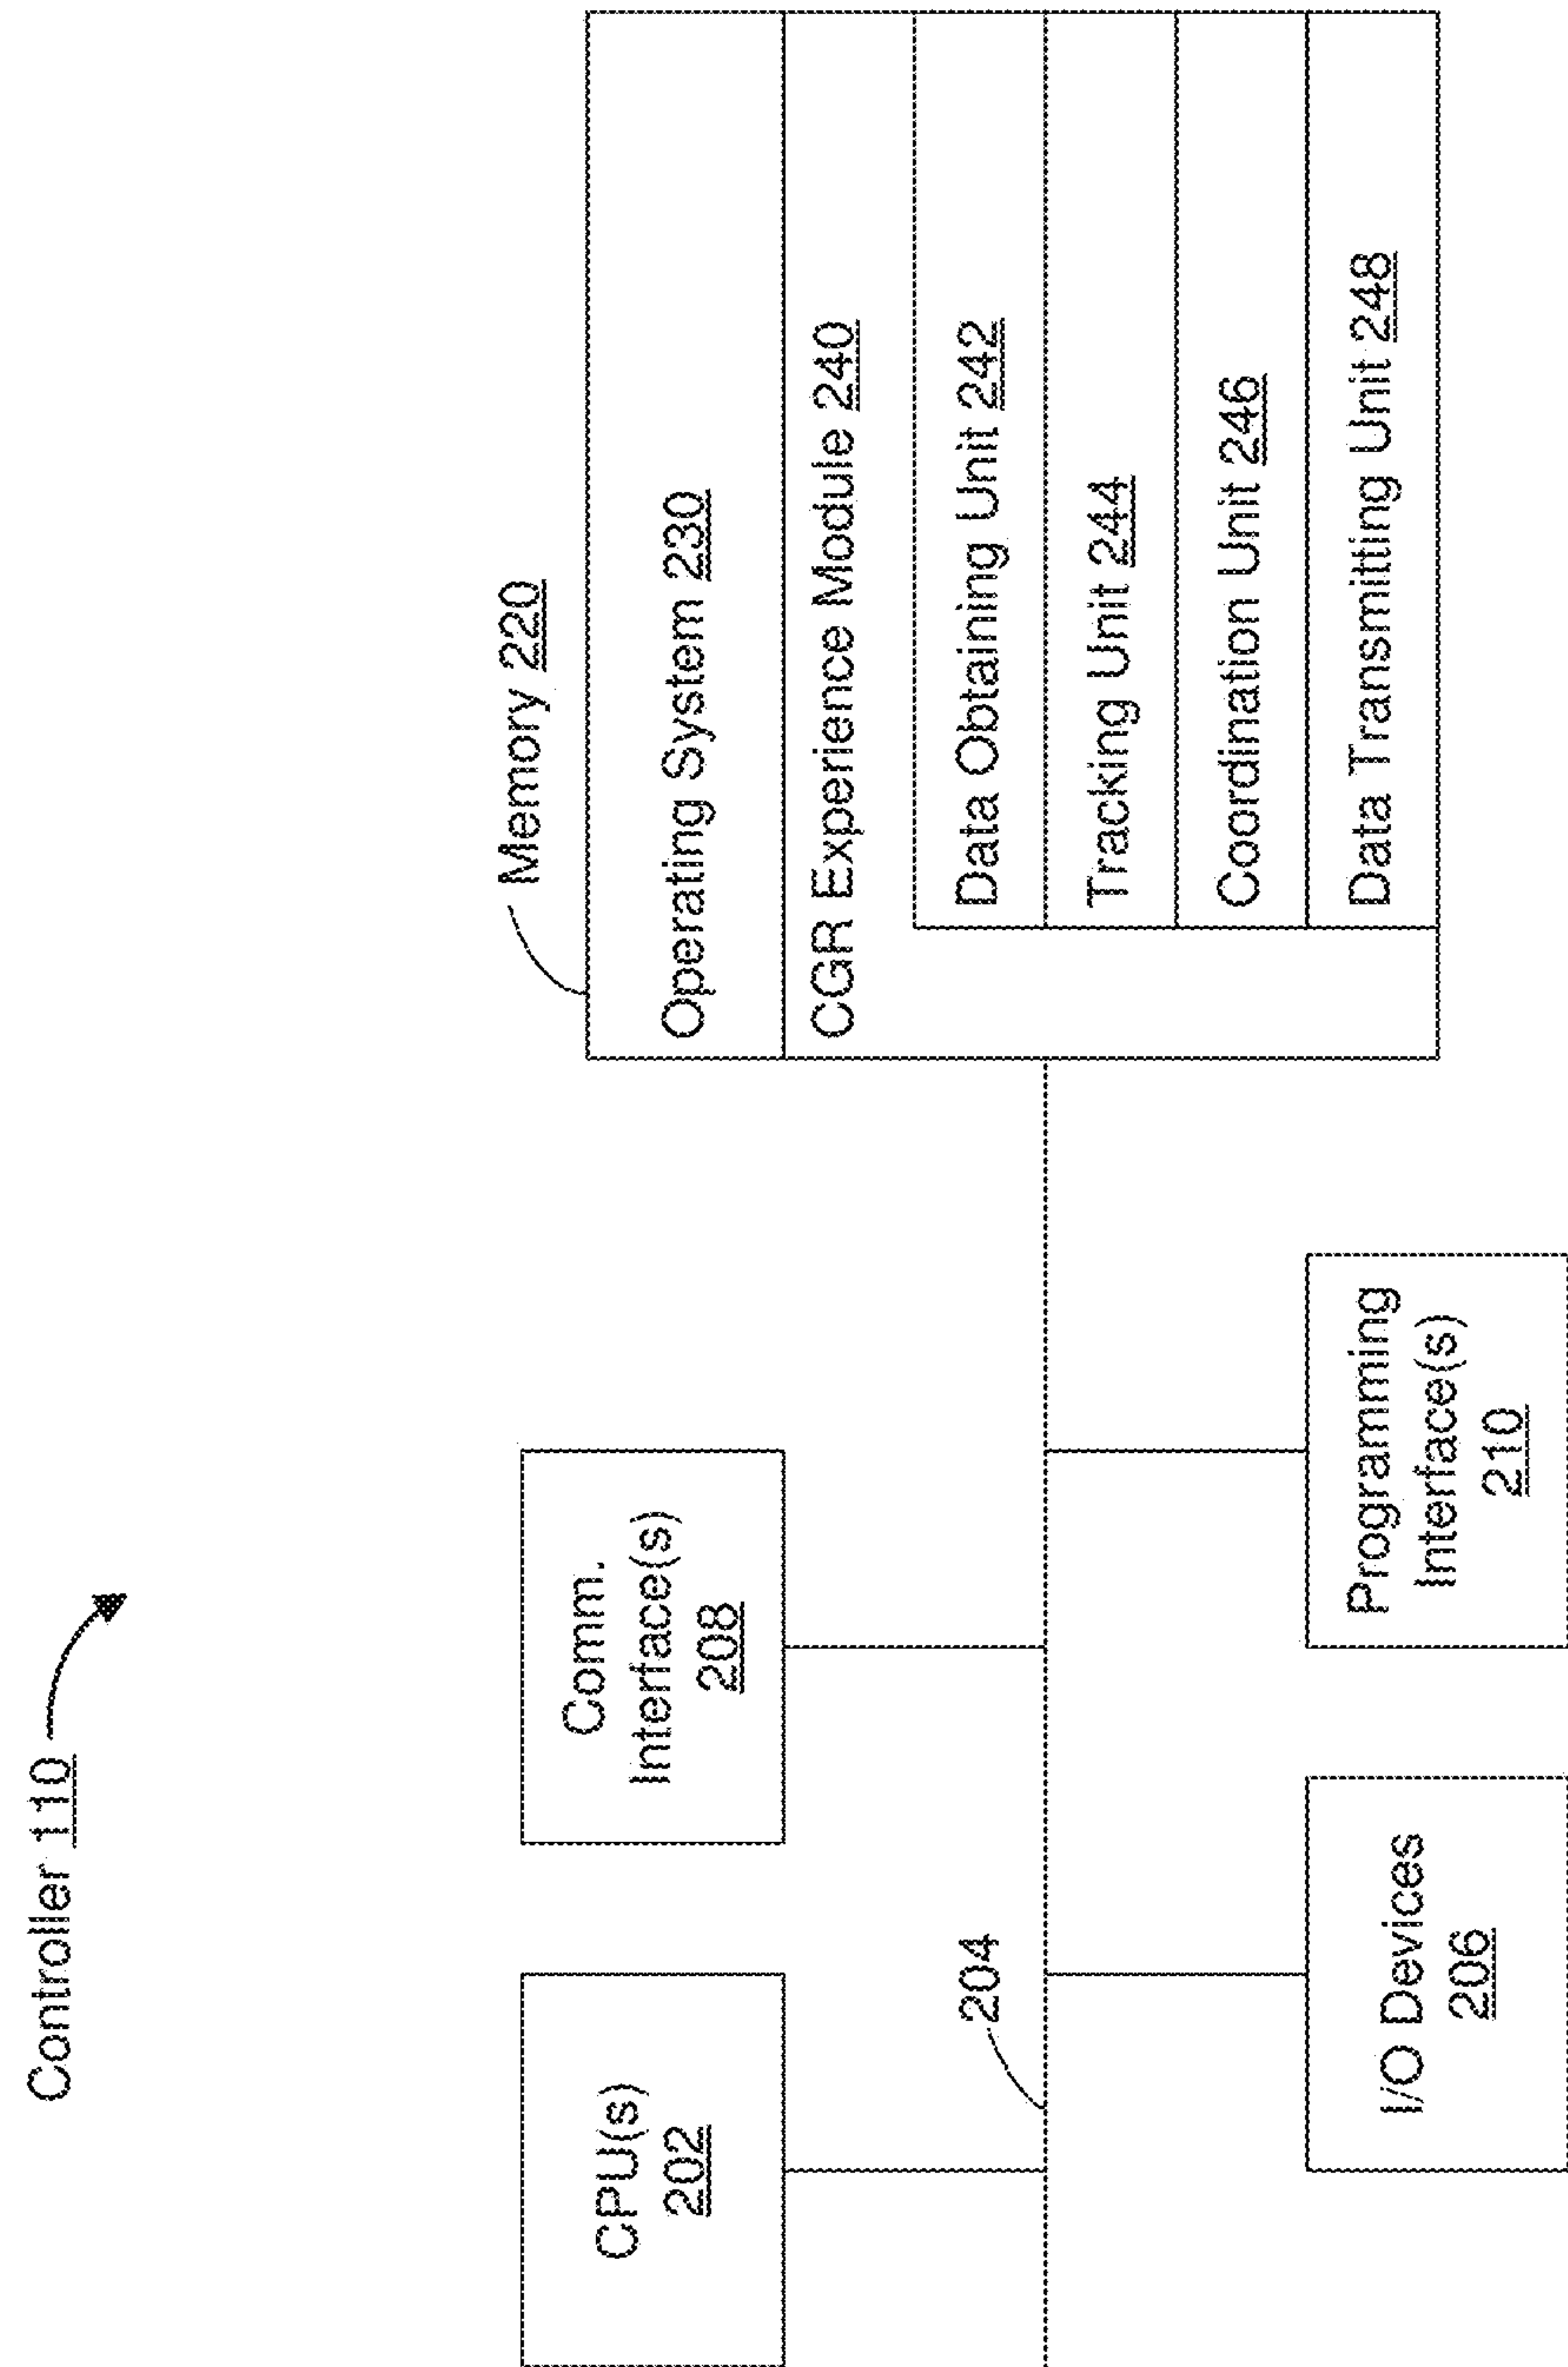 Controller 110
CPU(s)
202
Comm.
Interface(s)
208
204
I/O Devices
206
Programming
Interface(s)
210
Memory 220
Operating System 230
CGR Experience Module 240
Data Obtaining Unit 242
Tracking Unit 244
Coordination Unit 246
Data Transmitting Unit 248